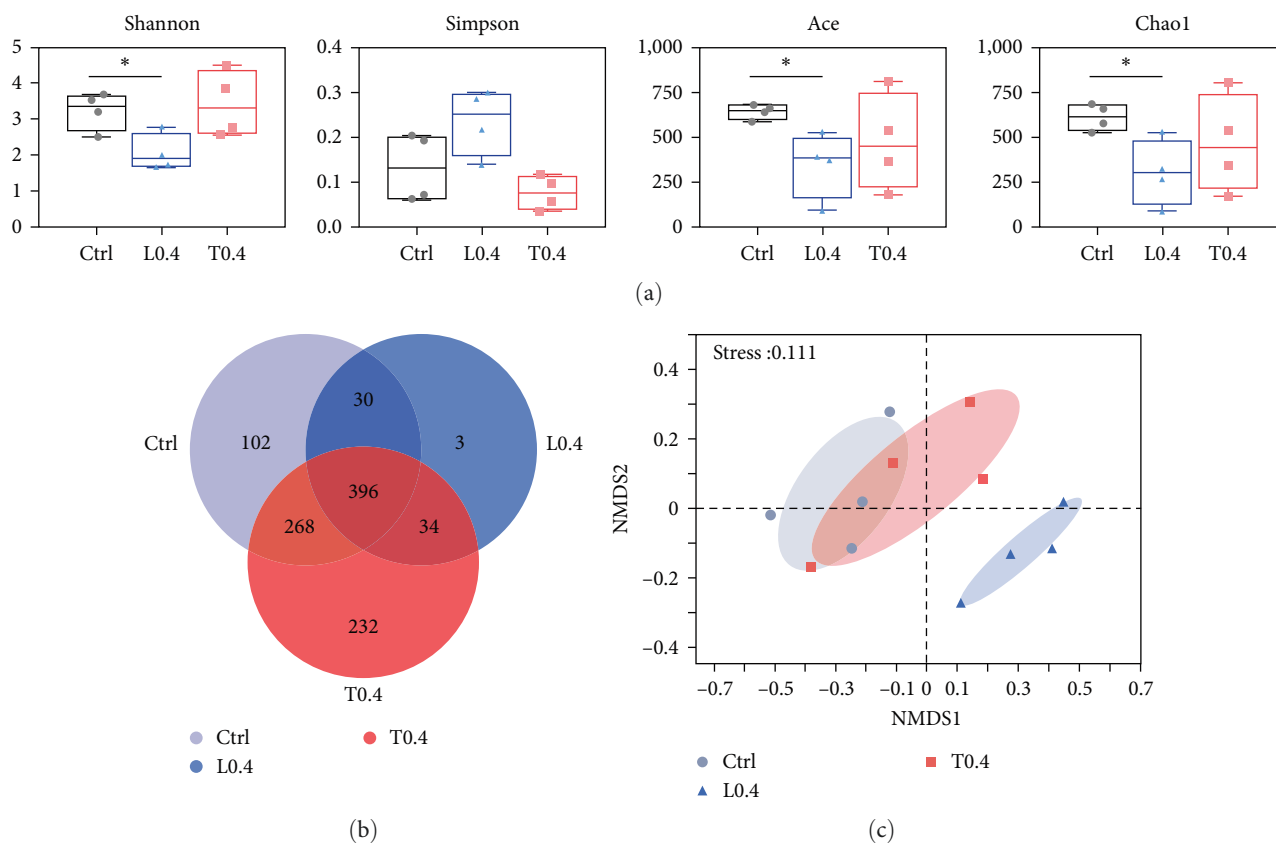 Shannon
Simpson
Ace
Chao1
5
4
3
2
1
0
*
Ctrl
L0.4
T0.4
0.4
0.3
0.2
0.1
0.0
Ctrl
L0.4
T0.4
1,000
750
500
250
0
*
Ctrl
L0.4
T0.4
1,000
750
500
250
0
*
Ctrl
L0.4
T0.4
(a)
Ctrl
102
30
3
L0.4
396
268
34
232
T0.4
Ctrl
T0.4
L0.4
(b)
Stress :0.111
NMDS2
0.4
0.2
0
−0.2
−0.4
−0.7 −0.5 −0.3 −0.1 0 0.1 0.3 0.5 0.7
NMDS1
Ctrl
T0.4
L0.4
(c)